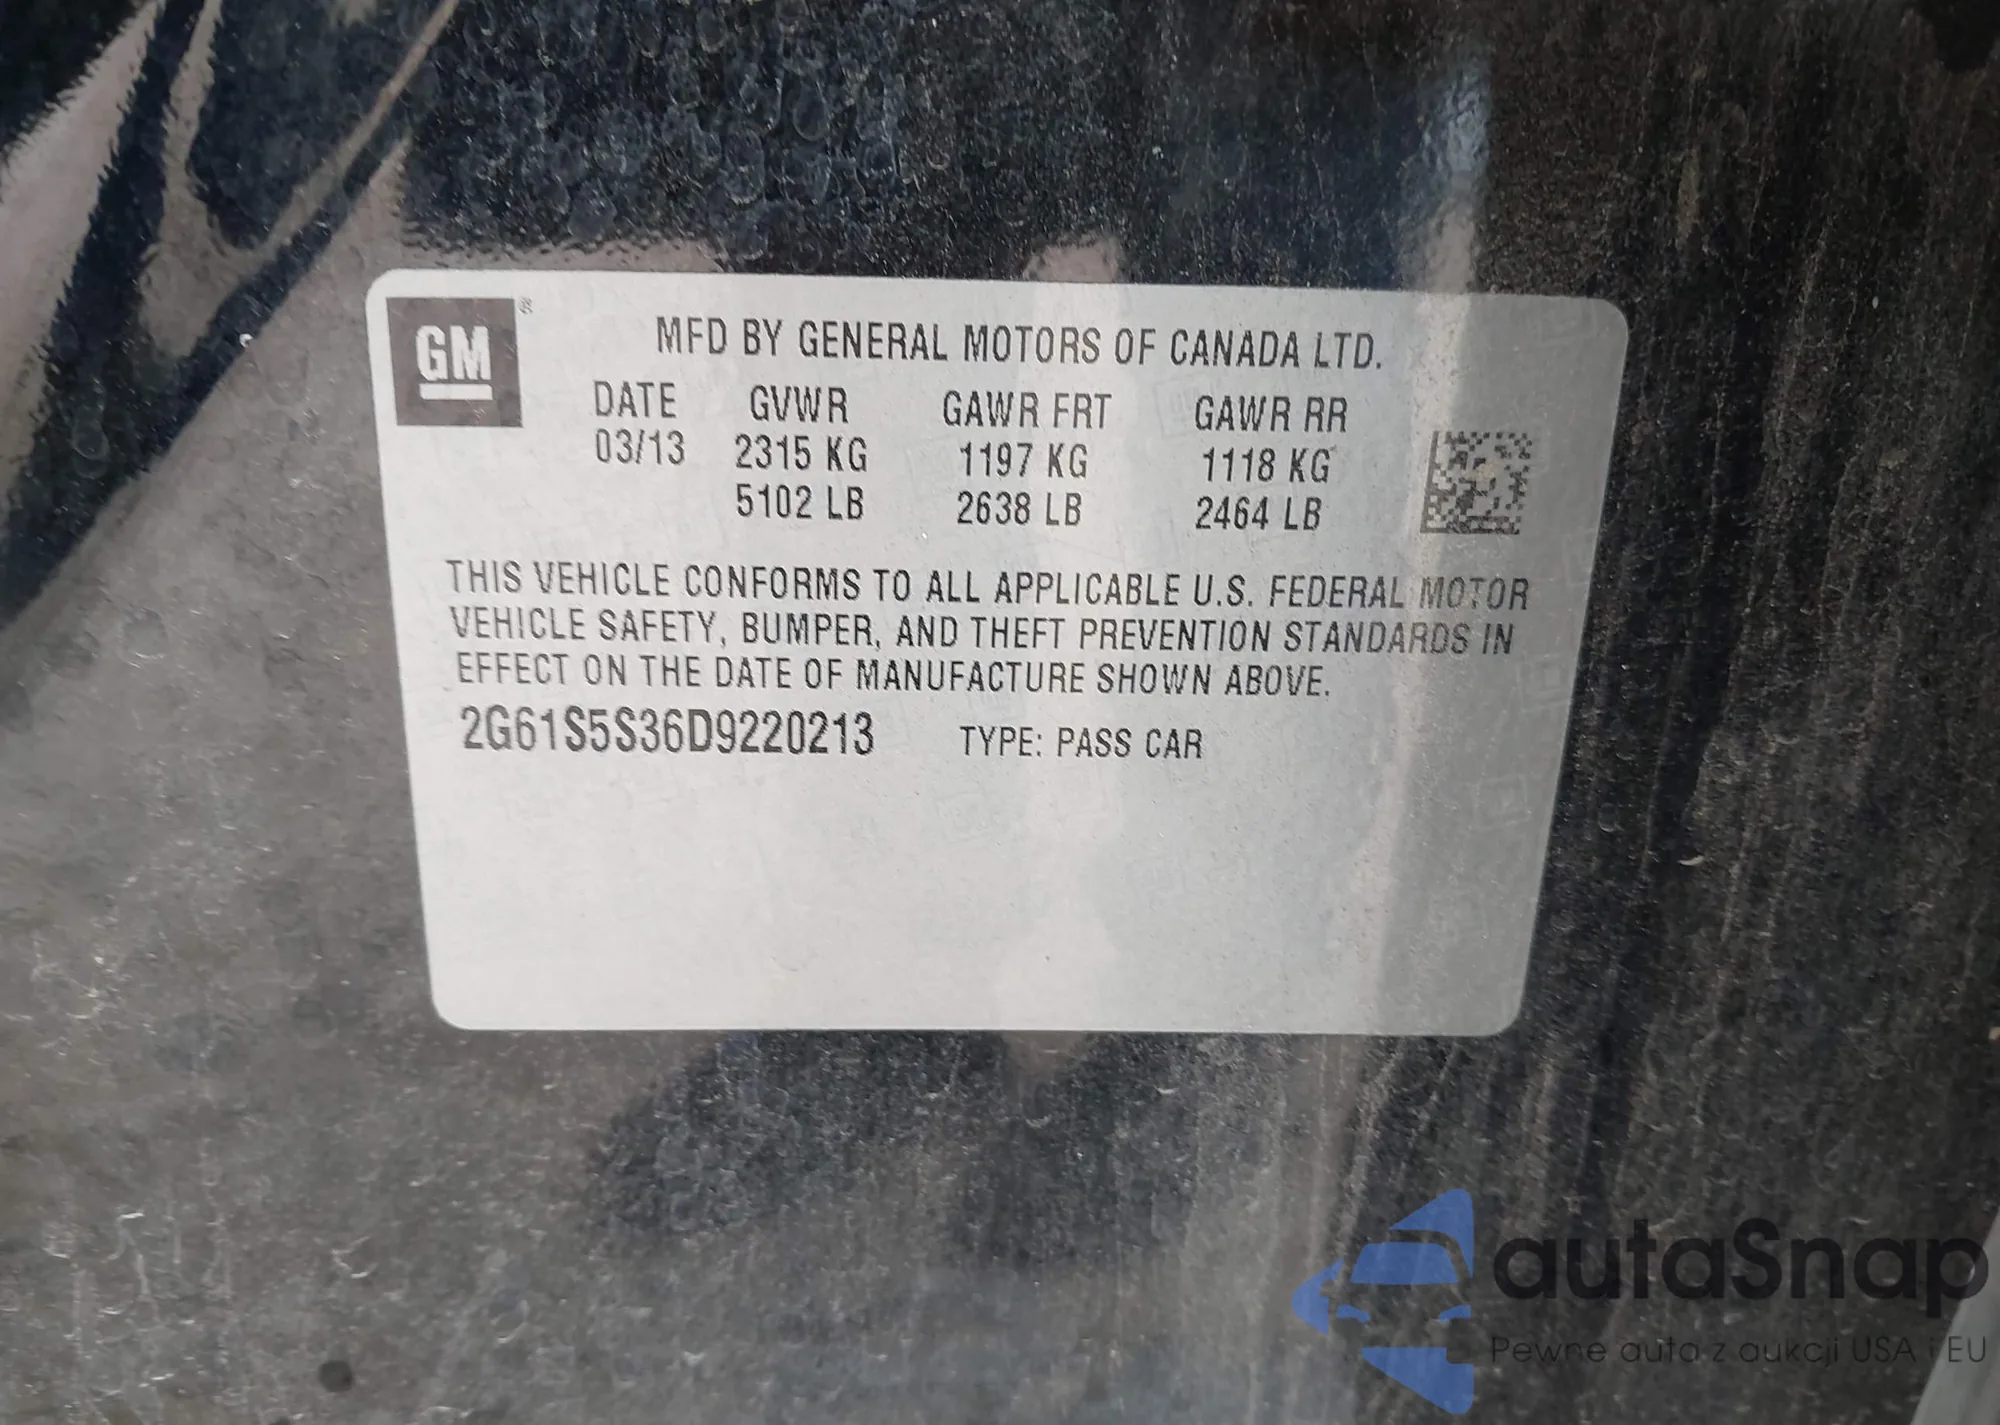 GM ®
MFD BY GENERAL MOTORS OF CANADA LTD.
DATE GVWR GAWR FRT GAWR RR
03/13 2315 KG 1197 KG 1118 KG
5102 LB 2638 LB 2464 LB
THIS VEHICLE CONFORMS TO ALL APPLICABLE U.S. FEDERAL MOTOR
VEHICLE SAFETY, BUMPER, AND THEFT PREVENTION STANDARDS IN
EFFECT ON THE DATE OF MANUFACTURE SHOWN ABOVE.
2G61S5S36D9220213 TYPE: PASS CAR
autaSnap
Pewne auta z aukcji USA i EU